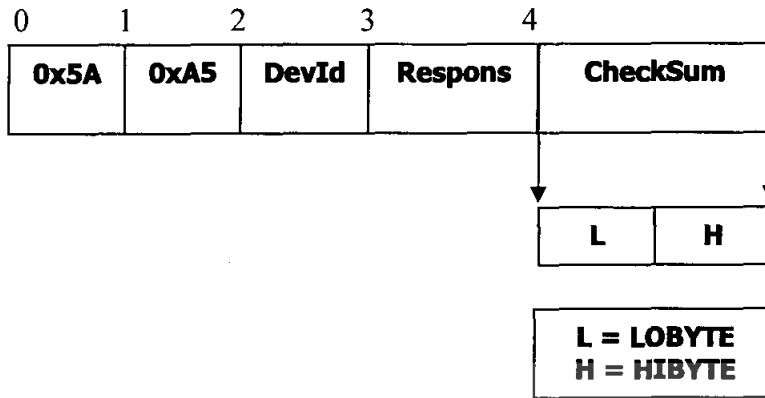 0 1 2 3 4
0x5A 0xA5 DevId Respons CheckSum
L H
L = LOBYTE
H = HIBYTE